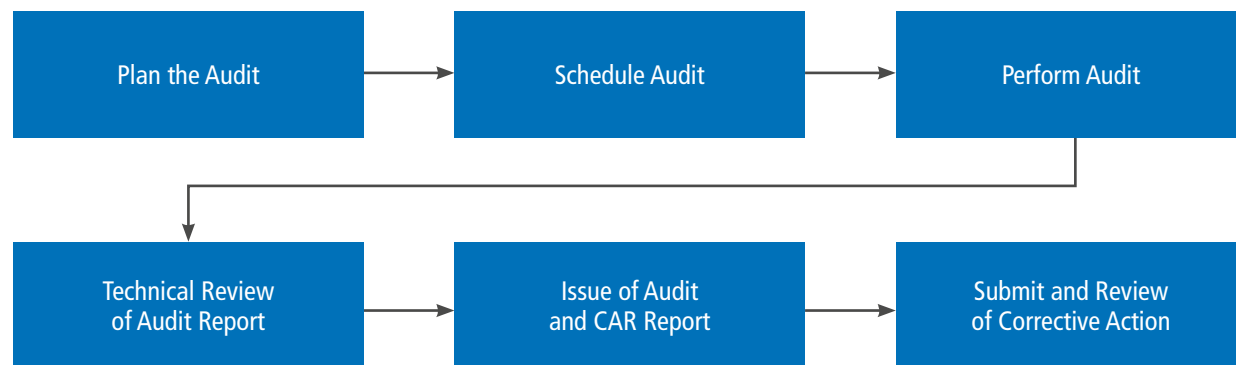 Plan the Audit
Schedule Audit
Perform Audit
Technical Review
of Audit Report
Issue of Audit
and CAR Report
Submit and Review
of Corrective Action